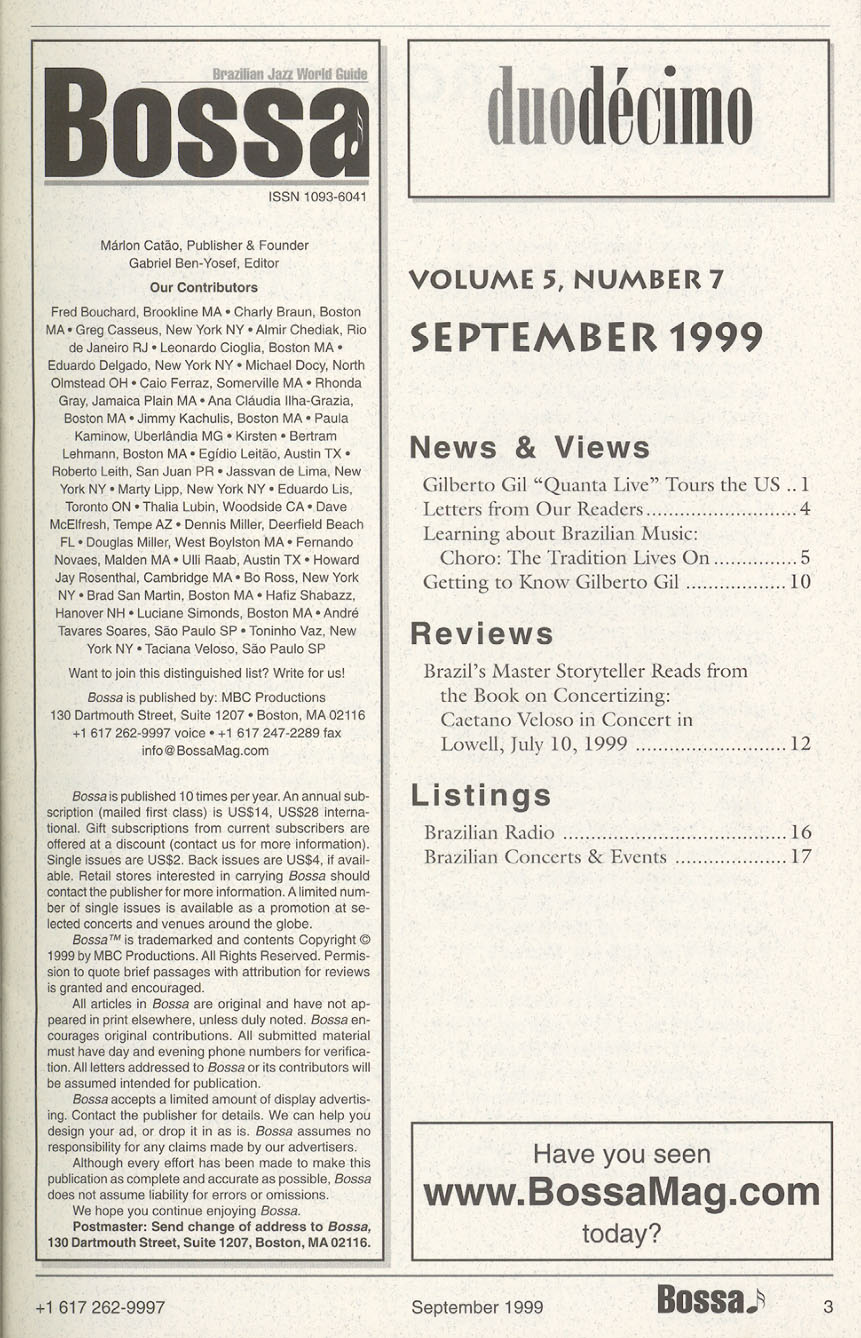 Brazilian Jazz World Guide
Bossa
ISSN 1093-6041
Márlon Catão, Publisher & Founder
Gabriel Ben-Yosef, Editor
Our Contributors
Fred Bouchard, Brookline MA • Charly Braun, Boston
MA • Greg Casseus, New York NY • Almir Chediak, Rio
de Janeiro RJ • Leonardo Cioglia, Boston MA •
Eduardo Delgado, New York NY • Michael Docy, North
Olmstead OH • Caio Ferraz, Somerville MA • Rhonda
Gray, Jamaica Plain MA • Ana Cláudia Ilha-Grazia,
Boston MA • Jimmy Kachulis, Boston MA • Paula
Kaminow, Uberlândia MG • Kirsten • Bertram
Lehmann, Boston MA • Egídio Leitão, Austin TX •
Roberto Leith, San Juan PR • Jassvan de Lima, New
York NY • Marty Lipp, New York NY • Eduardo Lis,
Toronto ON • Thalia Lubin, Woodside CA • Dave
McElfresh, Tempe AZ • Dennis Miller, Deerfield Beach
FL • Douglas Miller, West Boylston MA • Fernando
Novaes, Malden MA • Ulli Raab, Austin TX • Howard
Jay Rosenthal, Cambridge MA • Bo Ross, New York
NY • Brad San Martin, Boston MA • Hafiz Shabazz,
Hanover NH • Luciane Simonds, Boston MA • André
Tavares Soares, São Paulo SP • Toninho Vaz, New
York NY • Taciana Veloso, São Paulo SP
Want to join this distinguished list? Write for us!
Bossa is published by: MBC Productions
130 Dartmouth Street, Suite 1207 • Boston, MA 02116
+1 617 262-9997 voice • +1 617 247-2289 fax
info@BossaMag.com
Bossa is published 10 times per year. An annual sub-
scription (mailed first class) is US$14, US$28 interna-
tional. Gift subscriptions from current subscribers are
offered at a discount (contact us for more information).
Single issues are US$2. Back issues are US$4, if avail-
able. Retail stores interested in carrying Bossa should
contact the publisher for more information. A limited num-
ber of single issues is available as a promotion at se-
lected concerts and venues around the globe.
Bossa™ is trademarked and contents Copyright ©
1999 by MBC Productions. All Rights Reserved. Permis-
sion to quote brief passages with attribution for reviews
is granted and encouraged.
All articles in Bossa are original and have not ap-
peared in print elsewhere, unless duly noted. Bossa en-
courages original contributions. All submitted material
must have day and evening phone numbers for verifica-
tion. All letters addressed to Bossa or its contributors will
be assumed intended for publication.
Bossa accepts a limited amount of display advertis-
ing. Contact the publisher for details. We can help you
design your ad, or drop it in as is. Bossa assumes no
responsibility for any claims made by our advertisers.
Although every effort has been made to make this
publication as complete and accurate as possible, Bossa
does not assume liability for errors or omissions.
We hope you continue enjoying Bossa.
Postmaster: Send change of address to Bossa,
130 Dartmouth Street, Suite 1207, Boston, MA 02116.
duodécimo
VOLUME 5, NUMBER 7
SEPTEMBER 1999
News & Views
Gilberto Gil “Quanta Live” Tours the US .. 1
Letters from Our Readers ....................... 4
Learning about Brazilian Music:
Choro: The Tradition Lives On .............. 5
Getting to Know Gilberto Gil ................. 10
Reviews
Brazil’s Master Storyteller Reads from
the Book on Concertizing:
Caetano Veloso in Concert in
Lowell, July 10, 1999 ......................... 12
Listings
Brazilian Radio ..................................... 16
Brazilian Concerts & Events .................. 17
Have you seen
www.BossaMag.com
today?
+1 617 262-9997
September 1999
Bossa
3